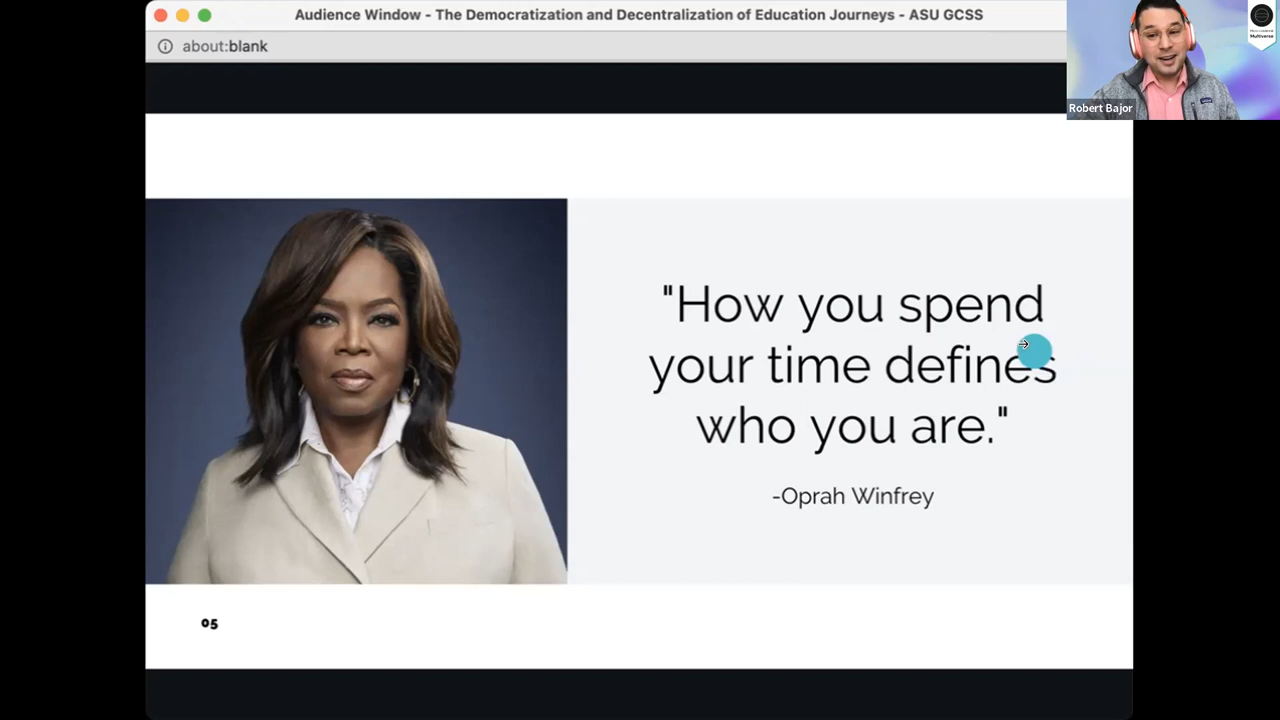 Audience Window - The Democratization and Decentralization of Education Journeys - ASU GCSS
about:blank
Robert Bajor
Multiverse
"How you spend
your time defines
who you are."
-Oprah Winfrey
05